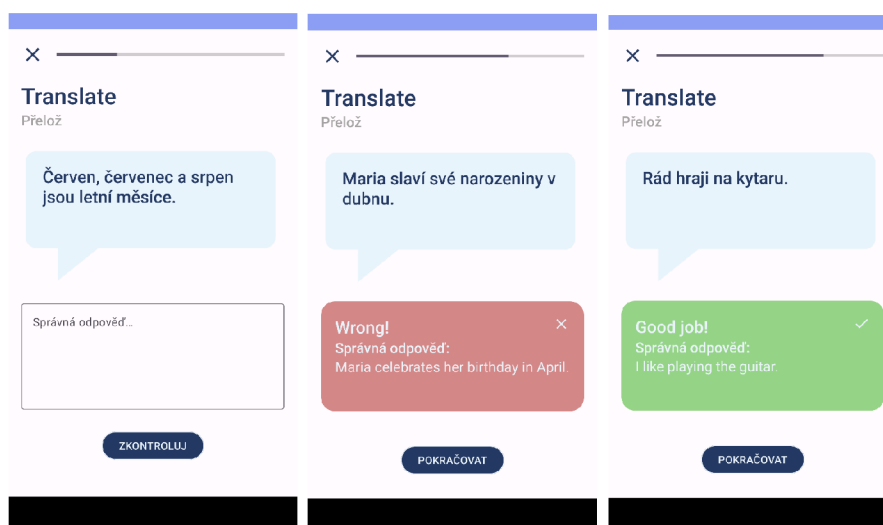 Translate
Přelož
Červen, červenec a srpen
jsou letní měsíce.
Správná odpověď...
ZKONTROLUJ
Translate
Přelož
Maria slaví své narozeniny v
dubnu.
Wrong!
Správná odpověď:
Maria celebrates her birthday in April.
POKRAČOVAT
Translate
Přelož
Rád hraji na kytaru.
Good job!
Správná odpověď:
I like playing the guitar.
POKRAČOVAT